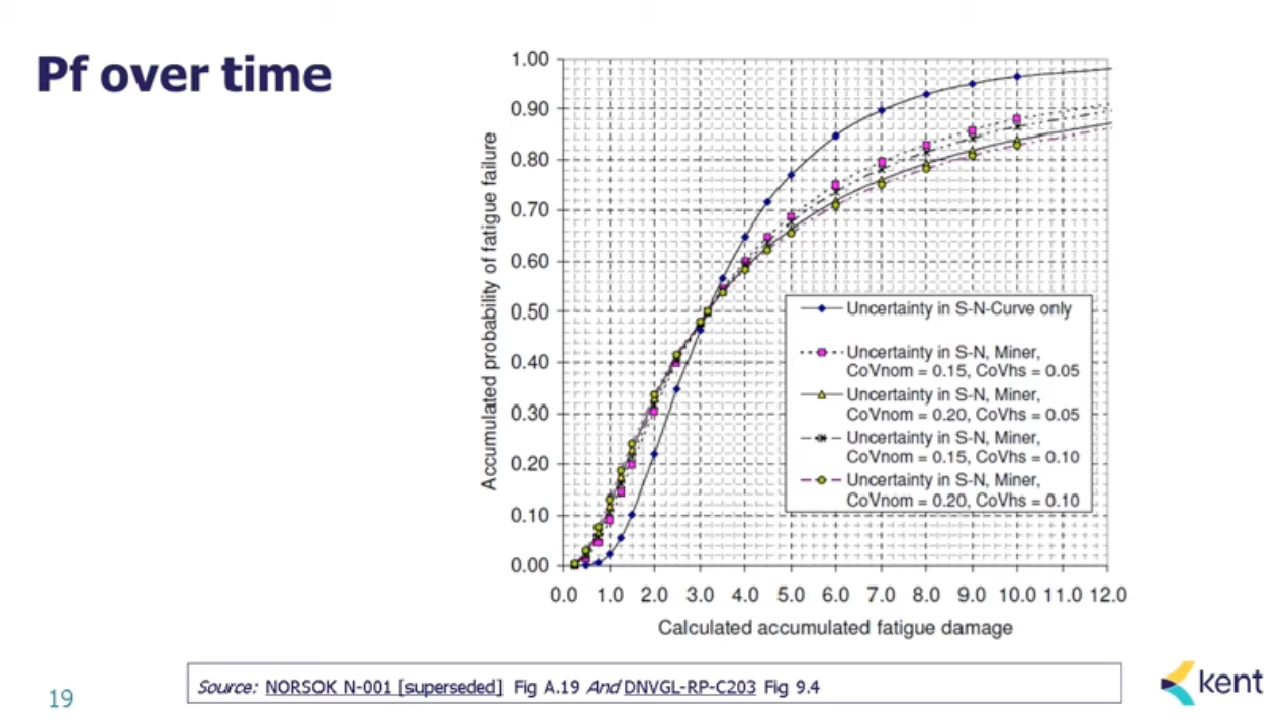 Pf over time
Accumulated probability of fatigue failure
1.00
0.90
0.80
0.70
0.60
0.50
0.40
0.30
0.20
0.10
0.00
0.0 1.0 2.0 3.0 4.0 5.0 6.0 7.0 8.0 9.0 10.0 11.0 12.0
Calculated accumulated fatigue damage
Uncertainty in S-N-Curve only
Uncertainty in S-N, Miner,
CoVnom = 0.15, CoVhs = 0.05
Uncertainty in S-N, Miner,
CoVnom = 0.20, CoVhs = 0.05
Uncertainty in S-N, Miner,
CoVnom = 0.15, CoVhs = 0.10
Uncertainty in S-N, Miner,
CoVnom = 0.20, CoVhs = 0.10
19
Source: NORSOK N-001 [superseded] Fig A.19 And DNVGL-RP-C203 Fig 9.4
kent